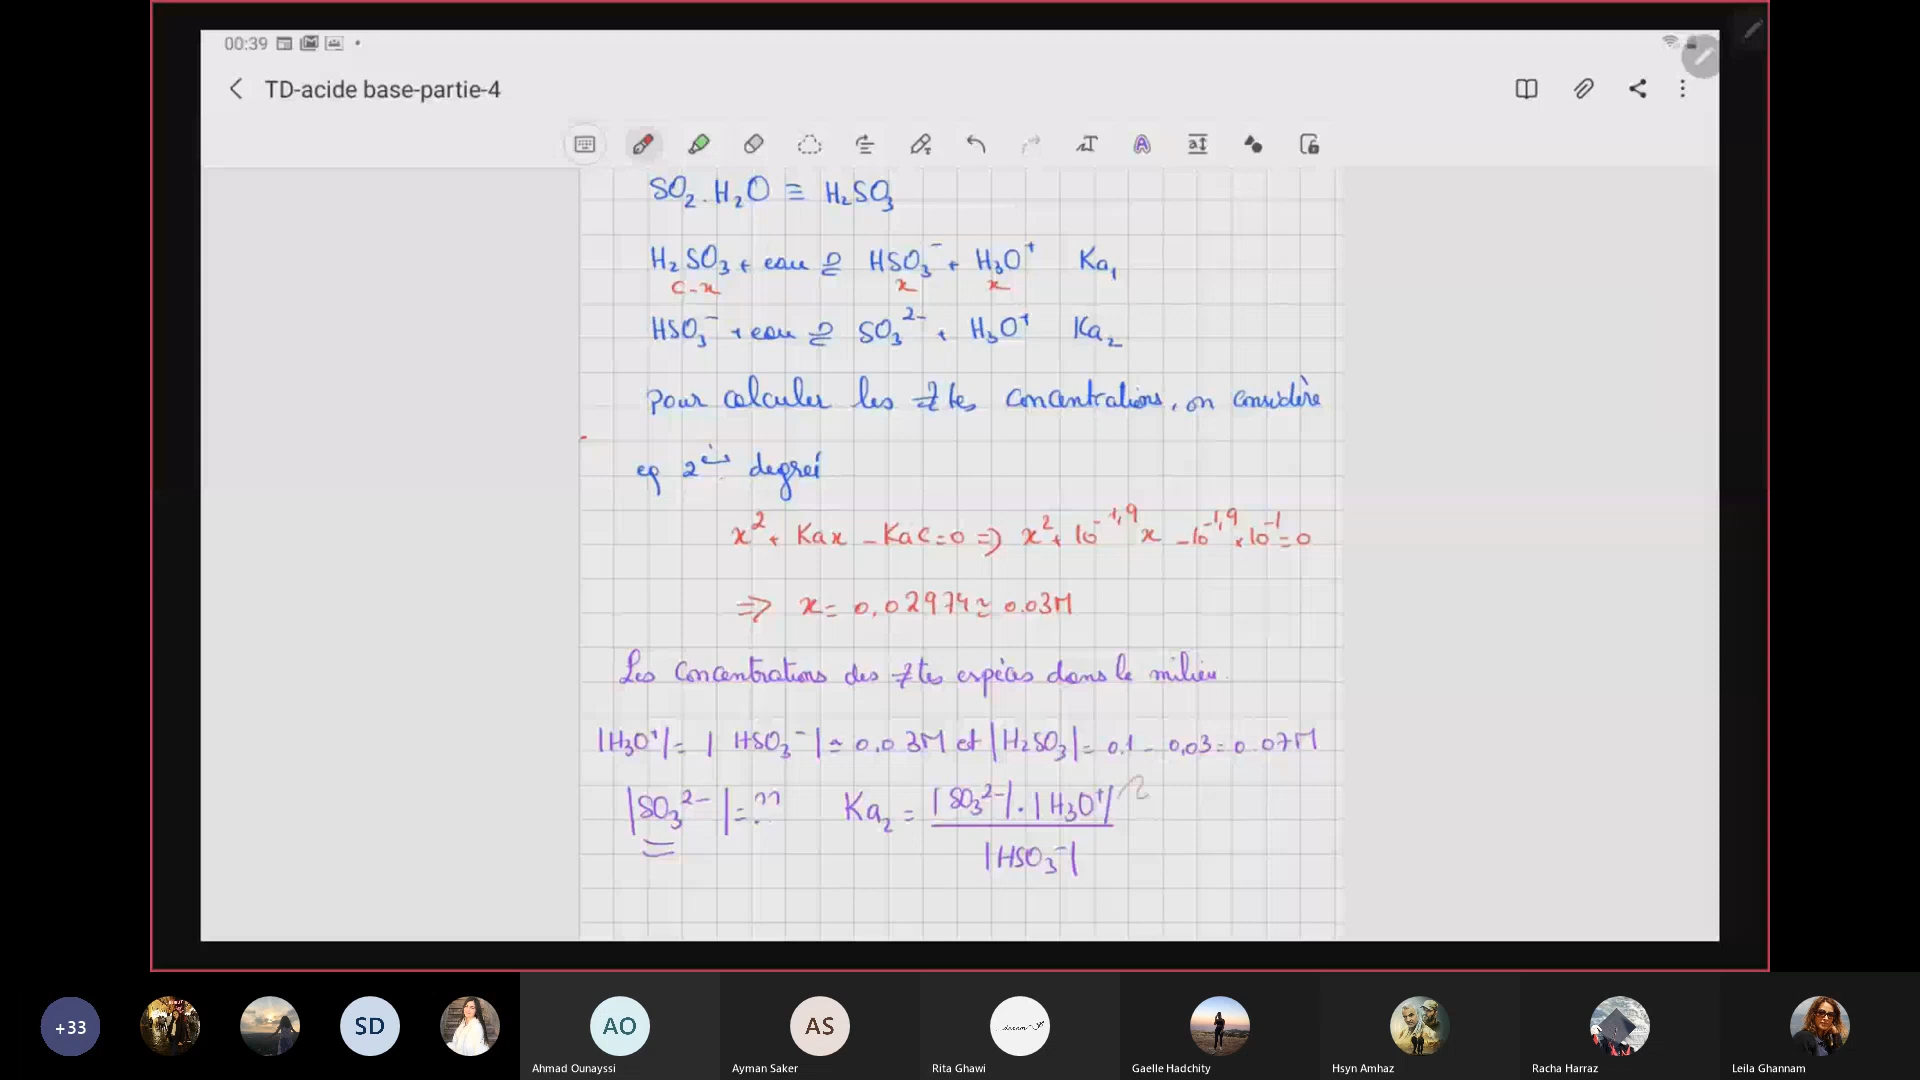 00:39
TD-acide base-partie-4
SO₂.H₂O ≡ H₂SO₃
H₂SO₃ + eau ⇌ HSO₃⁻ + H₃O⁺ Ka₁
C-x x x
HSO₃⁻ + eau ⇌ SO₃²⁻ + H₃O⁺ Ka₂
pour calculer les ≠tes concentrations, on considère
eq 2ème degré
x² + Kax - KaC = 0 => x² + 10⁻¹,⁹ x - 10⁻¹,⁹ × 10⁻¹ = 0
=> x = 0,02974 ≃ 0.03M
Les concentrations des ≠tes espèces dans le milieu.
|H3O⁺| = |HSO₃⁻| ≃ 0.03M et |H₂SO₃| = 0.1 - 0,03 = 0.07M
|SO₃²⁻| = ?? Ka₂ = |SO₃²⁻|.|H₃O⁺|
|HSO₃⁻|
+33
SD
AO
AS
dream
Ahmad Ounayssi
Ayman Saker
Rita Ghawi
Gaelle Hadchity
Hsyn Amhaz
Racha Harraz
Leila Ghannam